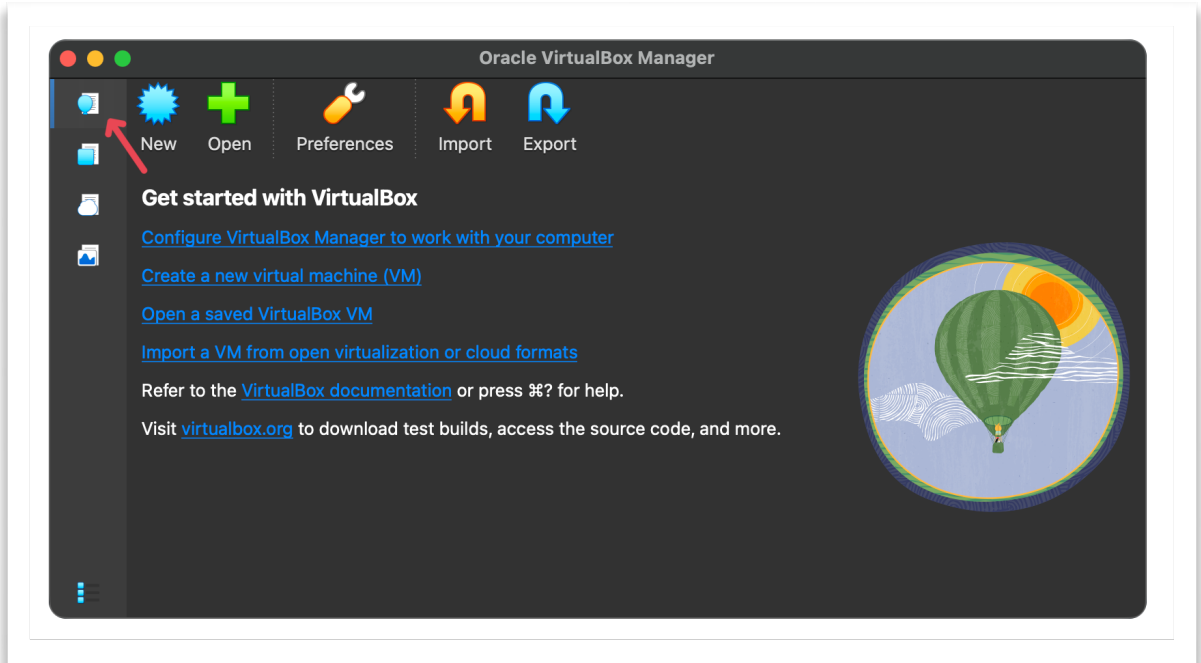 Oracle VirtualBox Manager
New Open Preferences Import Export
Get started with VirtualBox
Configure VirtualBox Manager to work with your computer
Create a new virtual machine (VM)
Open a saved VirtualBox VM
Import a VM from open virtualization or cloud formats
Refer to the VirtualBox documentation or press ⌘? for help.
Visit virtualbox.org to download test builds, access the source code, and more.